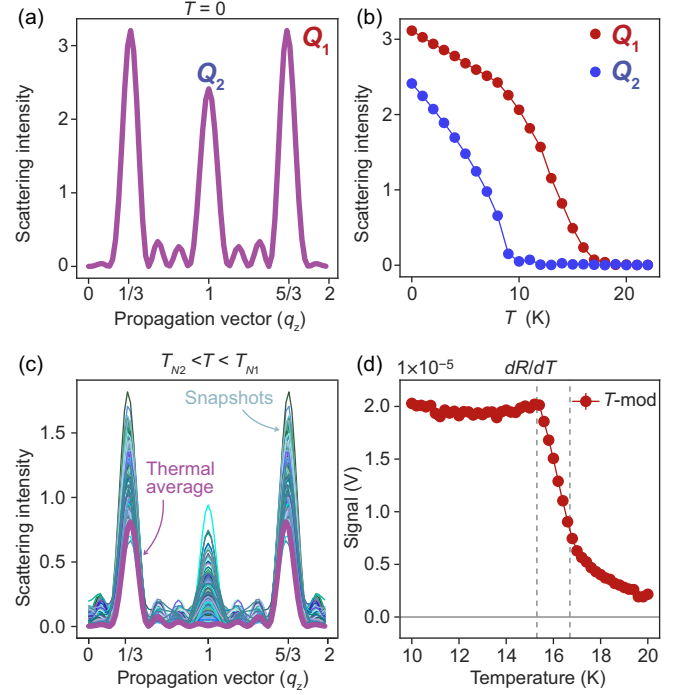 (a)
T = 0
Q1
Q2
Scattering intensity
3
2
1
0
0
1/3
1
5/3
2
Propagation vector (qz)
(b)
Q1
Q2
Scattering intensity
3
2
1
0
0
10
20
T (K)
(c)
TN2 <T < TN1
Snapshots
Thermal
average
Scattering intensity
1.5
1.0
0.5
0.0
0
1/3
1
5/3
2
Propagation vector (qz)
(d)
1×10−5
dR/dT
T-mod
Signal (V)
2.0
1.5
1.0
0.5
0.0
10
12
14
16
18
20
Temperature (K)